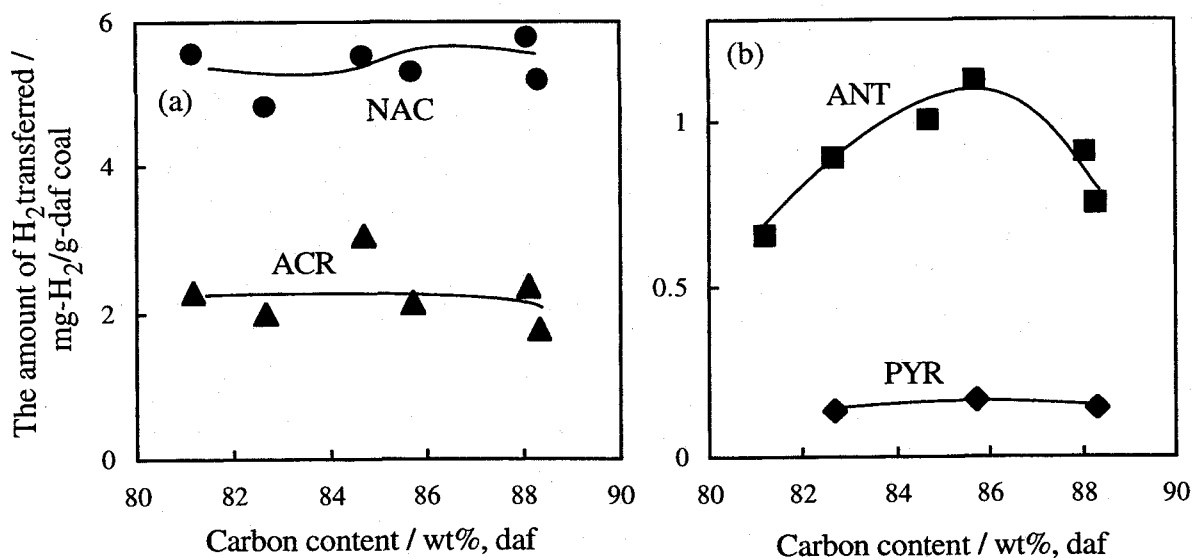 The amount of H2 transferred /
mg-H2/g-daf coal
6
4
2
0
(a)
NAC
ACR
80 82 84 86 88 90
Carbon content / wt%, daf
(b)
1
0.5
0
ANT
PYR
80 82 84 86 88 90
Carbon content / wt%, daf